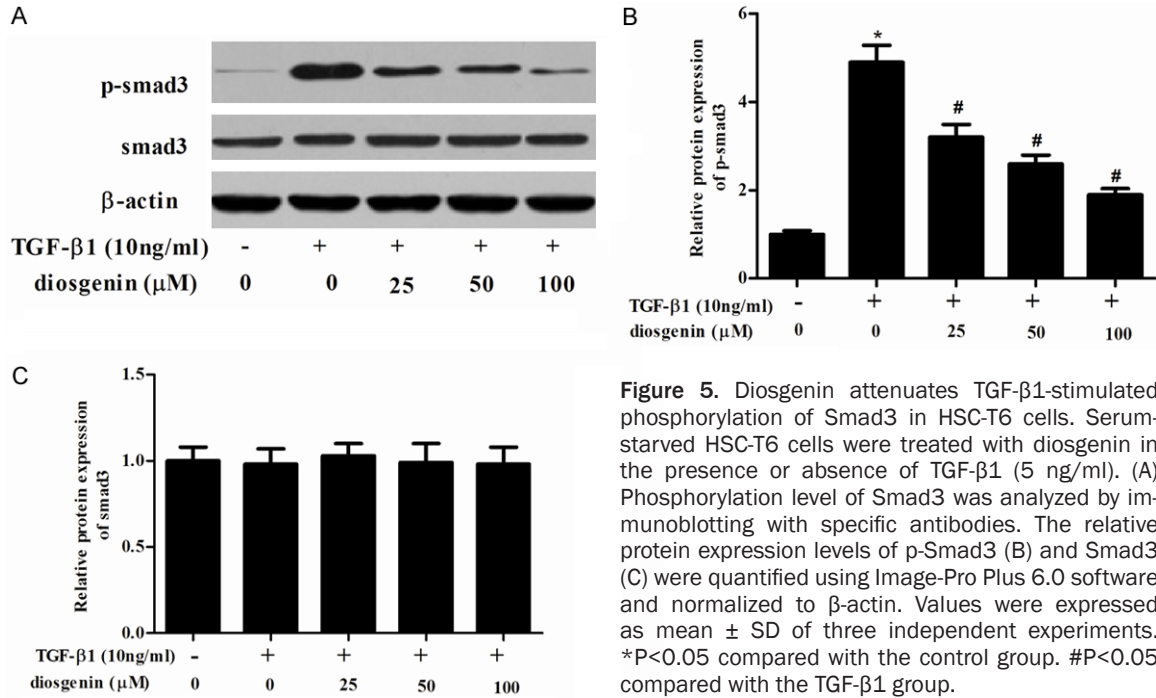 A
p-smad3
smad3
β-actin
TGF-β1 (10ng/ml) - + + + +
diosgenin (μM) 0 0 25 50 100
B
Relative protein expression
of p-smad3
6
4
2
0
*
#
#
#
TGF-β1 (10ng/ml) - + + + +
diosgenin (μM) 0 0 25 50 100
C
Relative protein expression
of smad3
1.5
1.0
0.5
0.0
TGF-β1 (10ng/ml) - + + + +
diosgenin (μM) 0 0 25 50 100
Figure 5. Diosgenin attenuates TGF-β1-stimulated
phosphorylation of Smad3 in HSC-T6 cells. Serum-
starved HSC-T6 cells were treated with diosgenin in
the presence or absence of TGF-β1 (5 ng/ml). (A)
Phosphorylation level of Smad3 was analyzed by im-
munoblotting with specific antibodies. The relative
protein expression levels of p-Smad3 (B) and Smad3
(C) were quantified using Image-Pro Plus 6.0 software
and normalized to β-actin. Values were expressed
as mean ± SD of three independent experiments.
*P<0.05 compared with the control group. #P<0.05
compared with the TGF-β1 group.